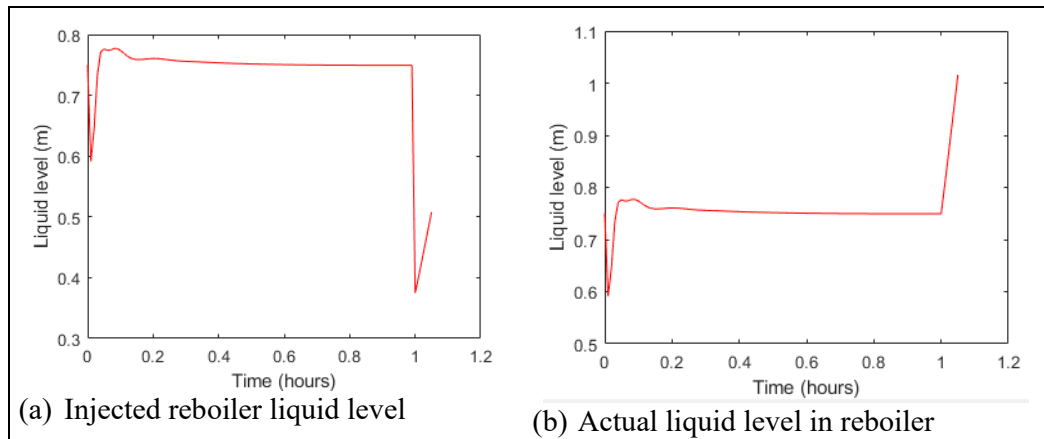 0.8
0.7
0.6
0.5
0.4
0.3
Liquid level (m)
0 0.2 0.4 0.6 0.8 1 1.2
Time (hours)
(a) Injected reboiler liquid level
1.1
1
0.9
0.8
0.7
0.6
0.5
Liquid level (m)
0 0.2 0.4 0.6 0.8 1 1.2
Time (hours)
(b) Actual liquid level in reboiler